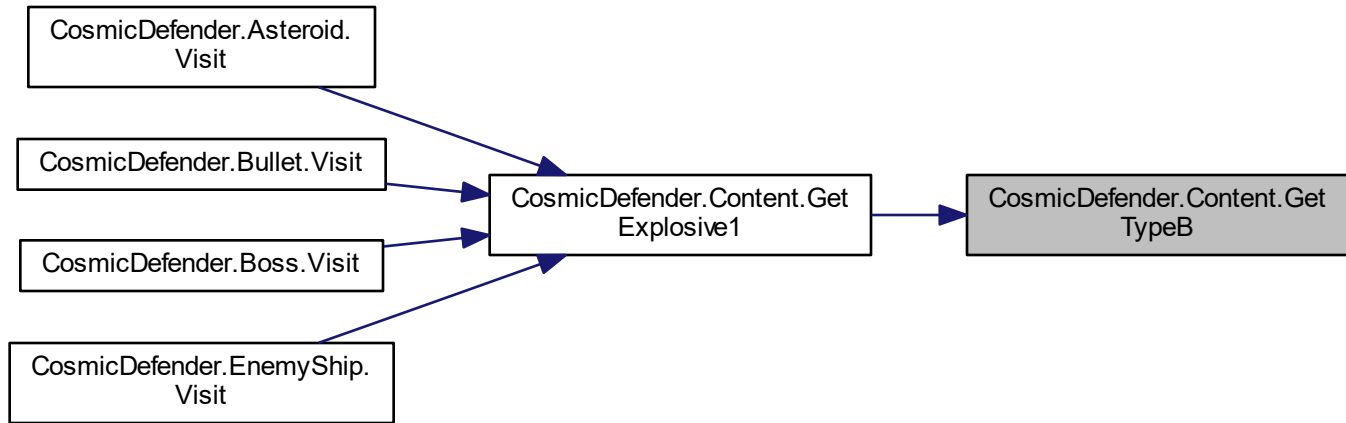 CosmicDefender.Asteroid.
Visit
CosmicDefender.Bullet.Visit
CosmicDefender.Boss.Visit
CosmicDefender.EnemyShip.
Visit
CosmicDefender.Content.Get
Explosive1
CosmicDefender.Content.Get
TypeB